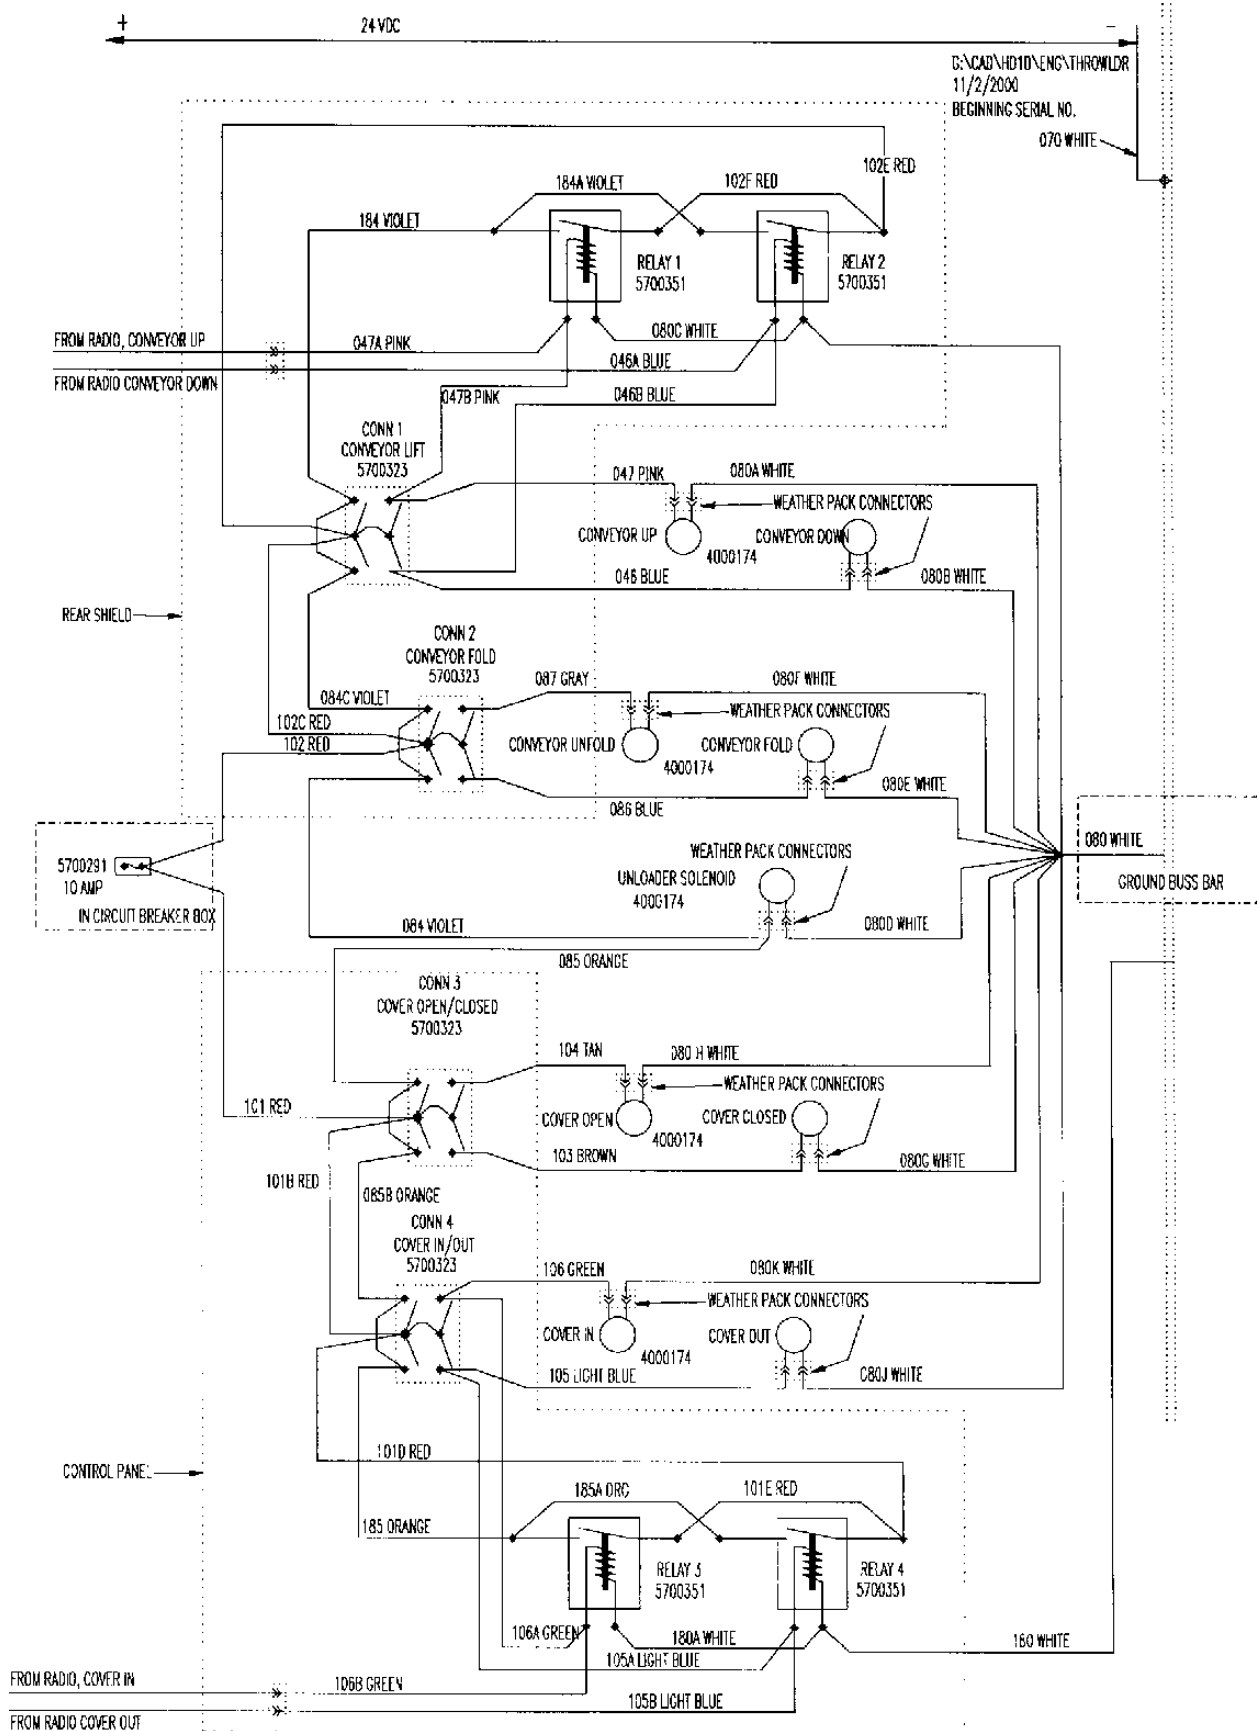 +
24 VDC
-
G:\CAD\HD10\ENG\THROWLDR
11/2/2000
BEGINNING SERIAL NO.
070 WHITE
102E RED
184A VIOLET
102F RED
184 VIOLET
RELAY 1
5700351
RELAY 2
5700351
080C WHITE
FROM RADIO, CONVEYOR UP
047A PINK
046A BLUE
FROM RADIO CONVEYOR DOWN
047B PINK
046B BLUE
CONN 1
CONVEYOR LIFT
5700323
047 PINK
080A WHITE
WEATHER PACK CONNECTORS
CONVEYOR UP
4000174
CONVEYOR DOWN
046 BLUE
080B WHITE
REAR SHIELD
CONN 2
CONVEYOR FOLD
5700323
084C VIOLET
087 GRAY
080F WHITE
WEATHER PACK CONNECTORS
102C RED
102 RED
CONVEYOR UNFOLD
4000174
CONVEYOR FOLD
080E WHITE
086 BLUE
080 WHITE
GROUND BUSS BAR
5700291
10 AMP
IN CIRCUIT BREAKER BOX
WEATHER PACK CONNECTORS
UNLOADER SOLENOID
4000174
084 VIOLET
080D WHITE
085 ORANGE
CONN 3
COVER OPEN/CLOSED
5700323
104 TAN
080 H WHITE
WEATHER PACK CONNECTORS
101 RED
COVER OPEN
4000174
COVER CLOSED
103 BROWN
080G WHITE
101B RED
085B ORANGE
CONN 4
COVER IN/OUT
5700323
106 GREEN
080K WHITE
WEATHER PACK CONNECTORS
COVER IN
4000174
COVER OUT
105 LIGHT BLUE
080J WHITE
101D RED
CONTROL PANEL
185A ORG
101E RED
185 ORANGE
RELAY 3
5700351
RELAY 4
5700351
106A GREEN
180A WHITE
180 WHITE
105A LIGHT BLUE
FROM RADIO, COVER IN
106B GREEN
105B LIGHT BLUE
FROM RADIO COVER OUT